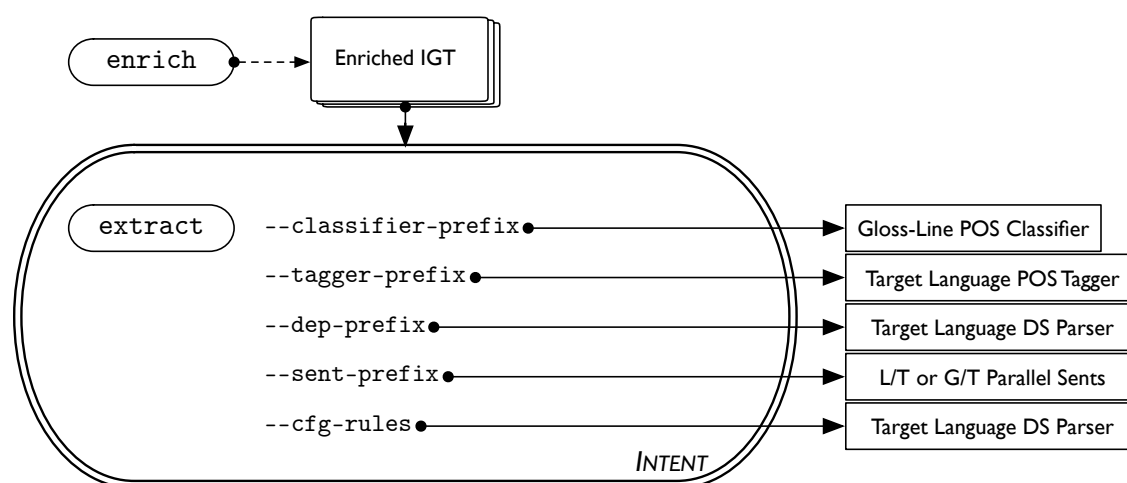 enrich
Enriched IGT
extract
--classifier-prefix
Gloss-Line POS Classifier
--tagger-prefix
Target Language POS Tagger
--dep-prefix
Target Language DS Parser
--sent-prefix
L/T or G/T Parallel Sents
--cfg-rules
Target Language DS Parser
INTENT